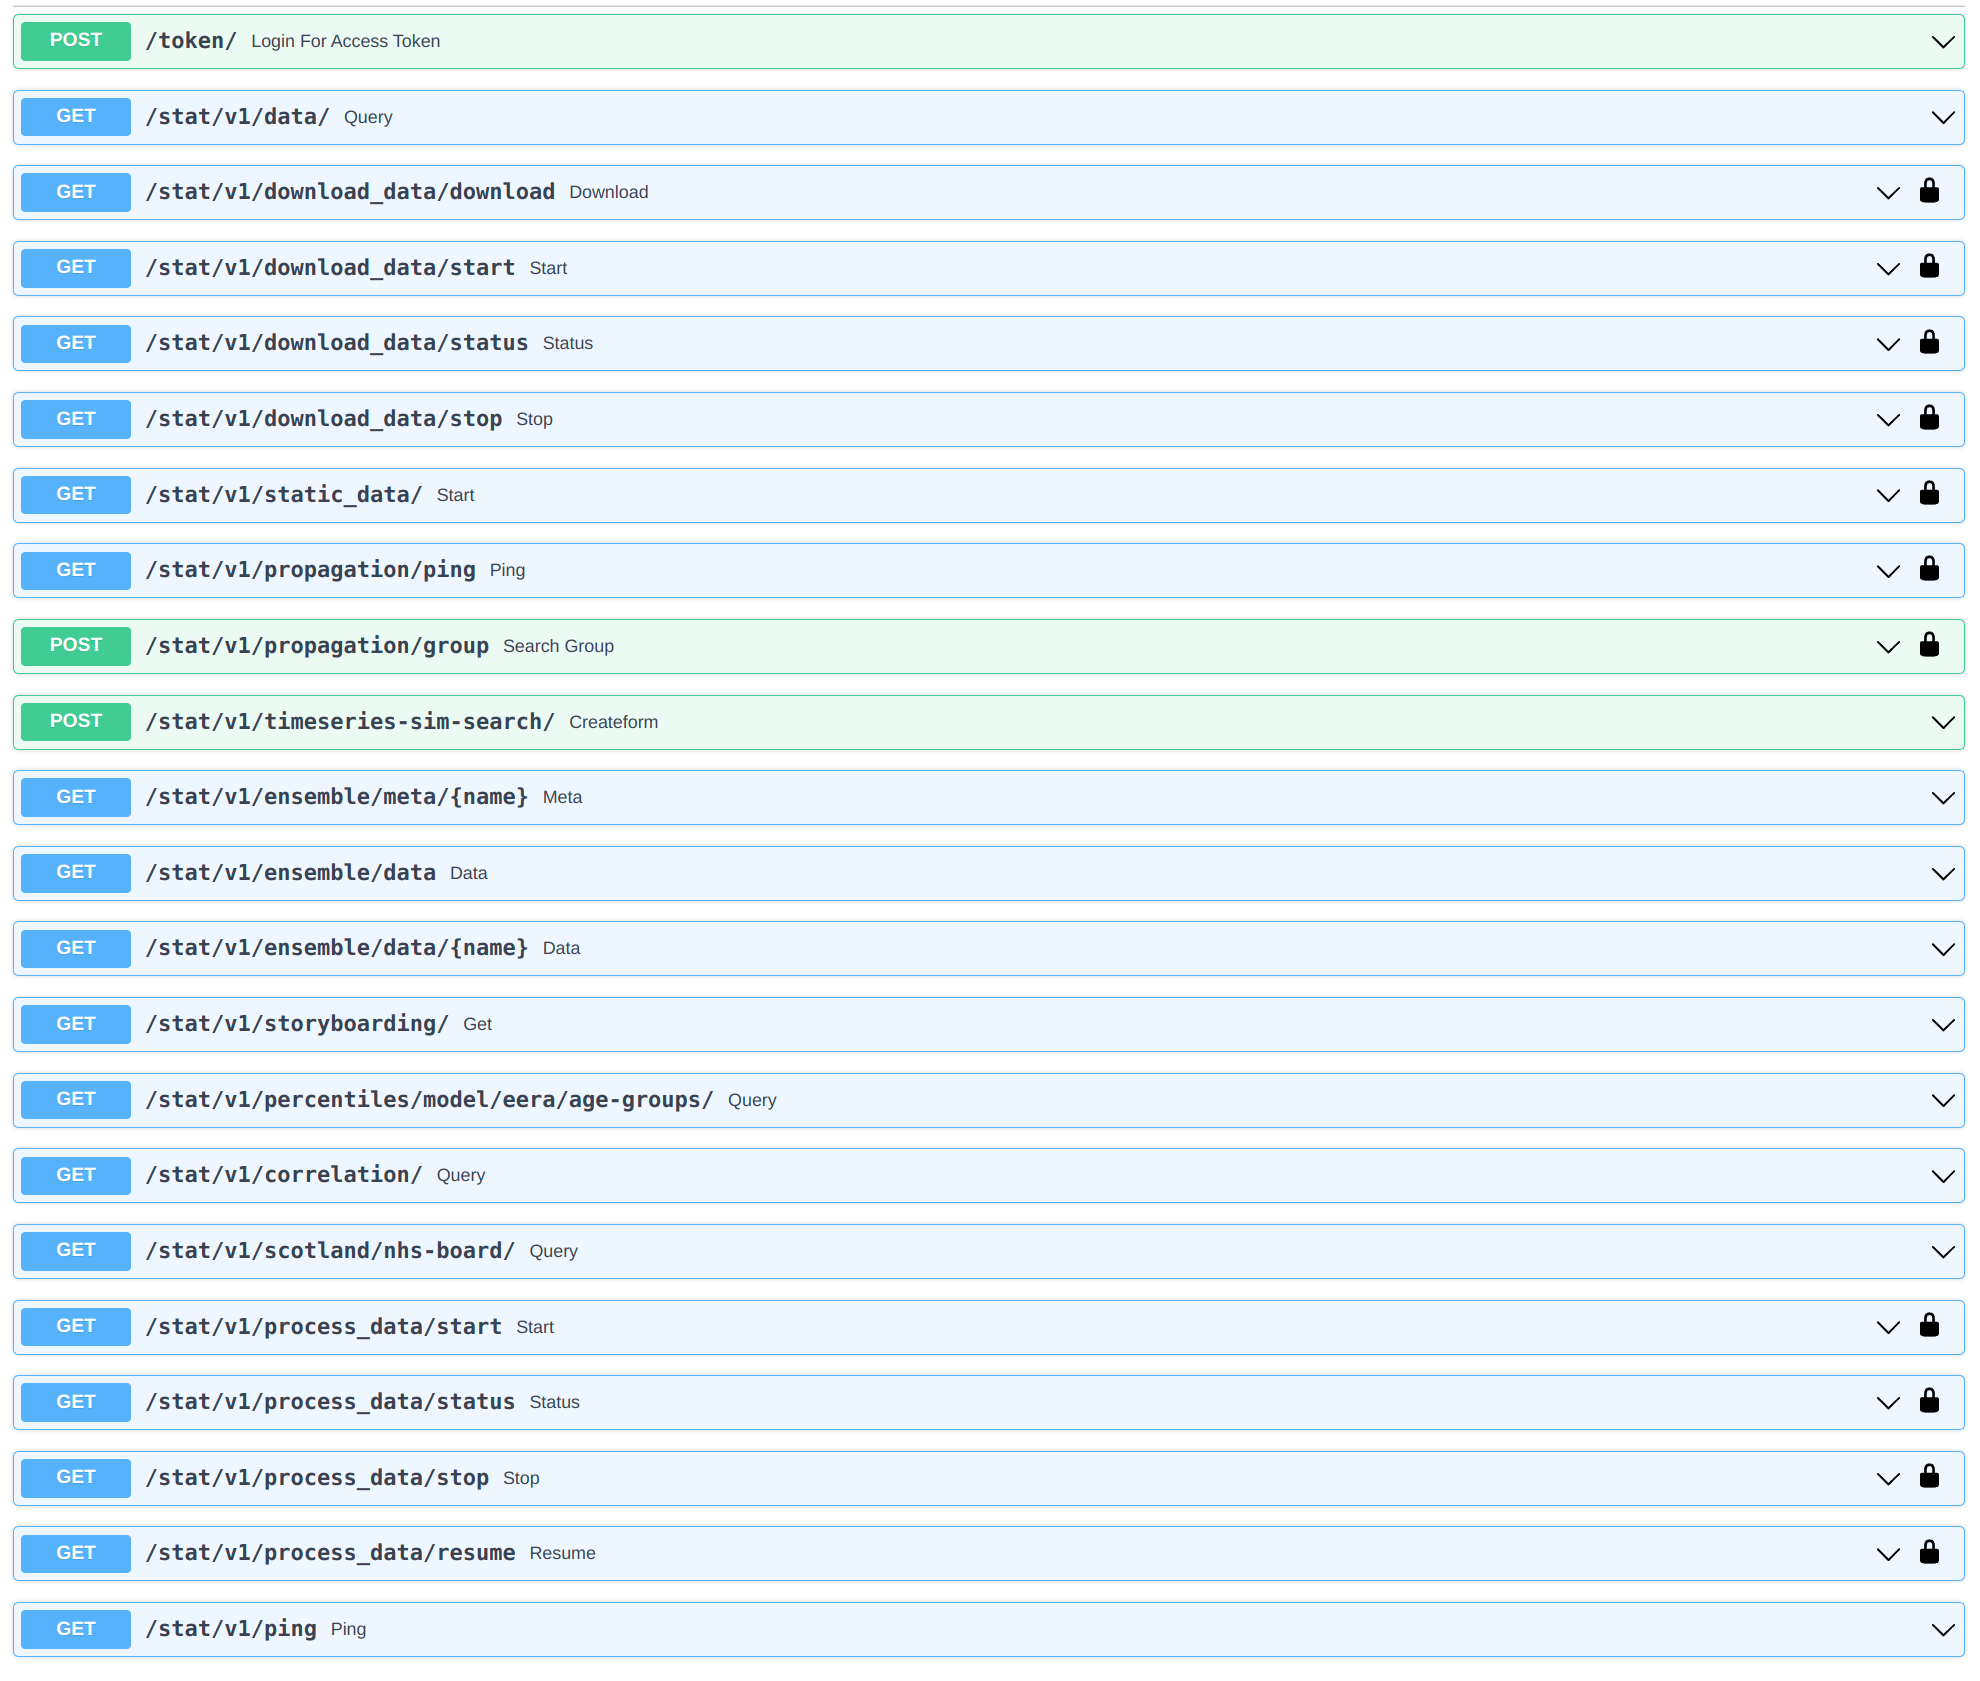 POST /token/ Login For Access Token
GET /stat/v1/data/ Query
GET /stat/v1/download_data/download Download
GET /stat/v1/download_data/start Start
GET /stat/v1/download_data/status Status
GET /stat/v1/download_data/stop Stop
GET /stat/v1/static_data/ Start
GET /stat/v1/propagation/ping Ping
POST /stat/v1/propagation/group Search Group
POST /stat/v1/timeseries-sim-search/ Createform
GET /stat/v1/ensemble/meta/{name} Meta
GET /stat/v1/ensemble/data Data
GET /stat/v1/ensemble/data/{name} Data
GET /stat/v1/storyboarding/ Get
GET /stat/v1/percentiles/model/eera/age-groups/ Query
GET /stat/v1/correlation/ Query
GET /stat/v1/scotland/nhs-board/ Query
GET /stat/v1/process_data/start Start
GET /stat/v1/process_data/status Status
GET /stat/v1/process_data/stop Stop
GET /stat/v1/process_data/resume Resume
GET /stat/v1/ping Ping